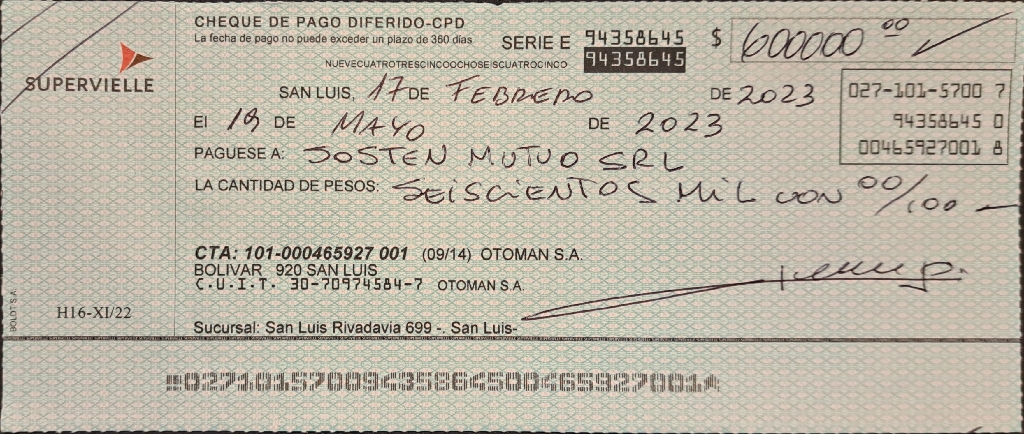 CHEQUE DE PAGO DIFERIDO-CPD
La fecha de pago no puede exceder un plazo de 360 días
SERIE E 94358645 $ 600000 00
94358645
NUEVECUATROTRESCINCOOCHOSEISCUATROCINCO
SUPERVIELLE
SAN LUIS, 17 DE FEBRERO DE 2023
027-101-5700 7
94358645 0
00465927001 8
El 19 DE MAYO DE 2023
PAGUESE A: JOSTEN MUTUO SRL
LA CANTIDAD DE PESOS: SEISCIENTOS MIL CON 00/100
CTA: 101-000465927 001 (09/14) OTOMAN S.A.
BOLIVAR 920 SAN LUIS
C.U.I.T. 30-70974584-7 OTOMAN S.A.
BOLDT S.A.
H16-XI/22
Sucursal: San Luis Rivadavia 699 -. San Luis-
02710157009435864500465927001